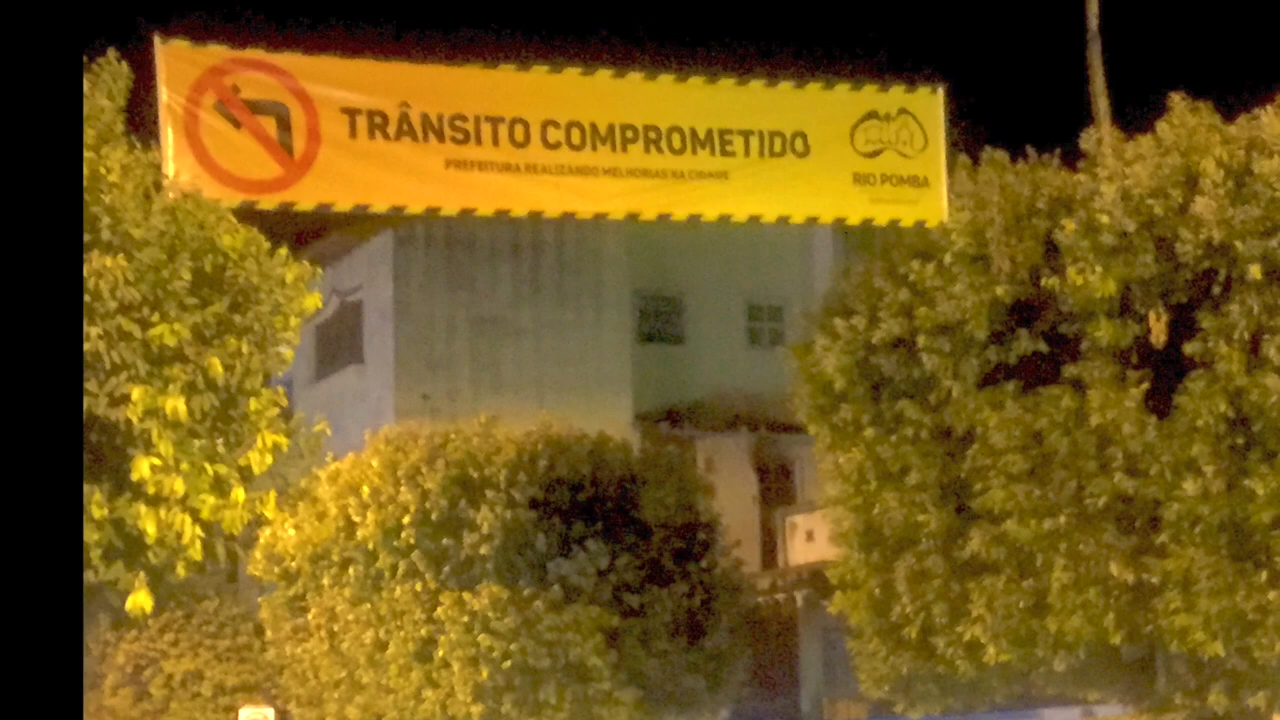 TRÂNSITO COMPROMETIDO
PREFEITURA REALIZANDO MELHORIAS NA CIDADE
RIO POMBA